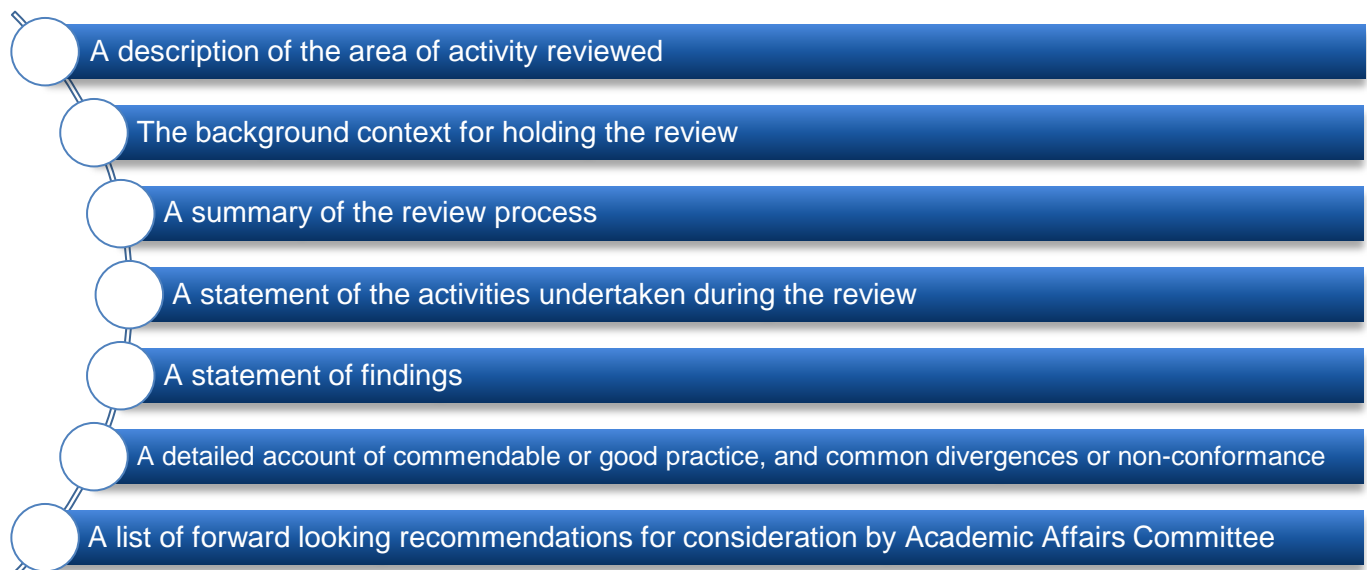 A description of the area of activity reviewed
The background context for holding the review
A summary of the review process
A statement of the activities undertaken during the review
A statement of findings
A detailed account of commendable or good practice, and common divergences or non-conformance
A list of forward looking recommendations for consideration by Academic Affairs Committee